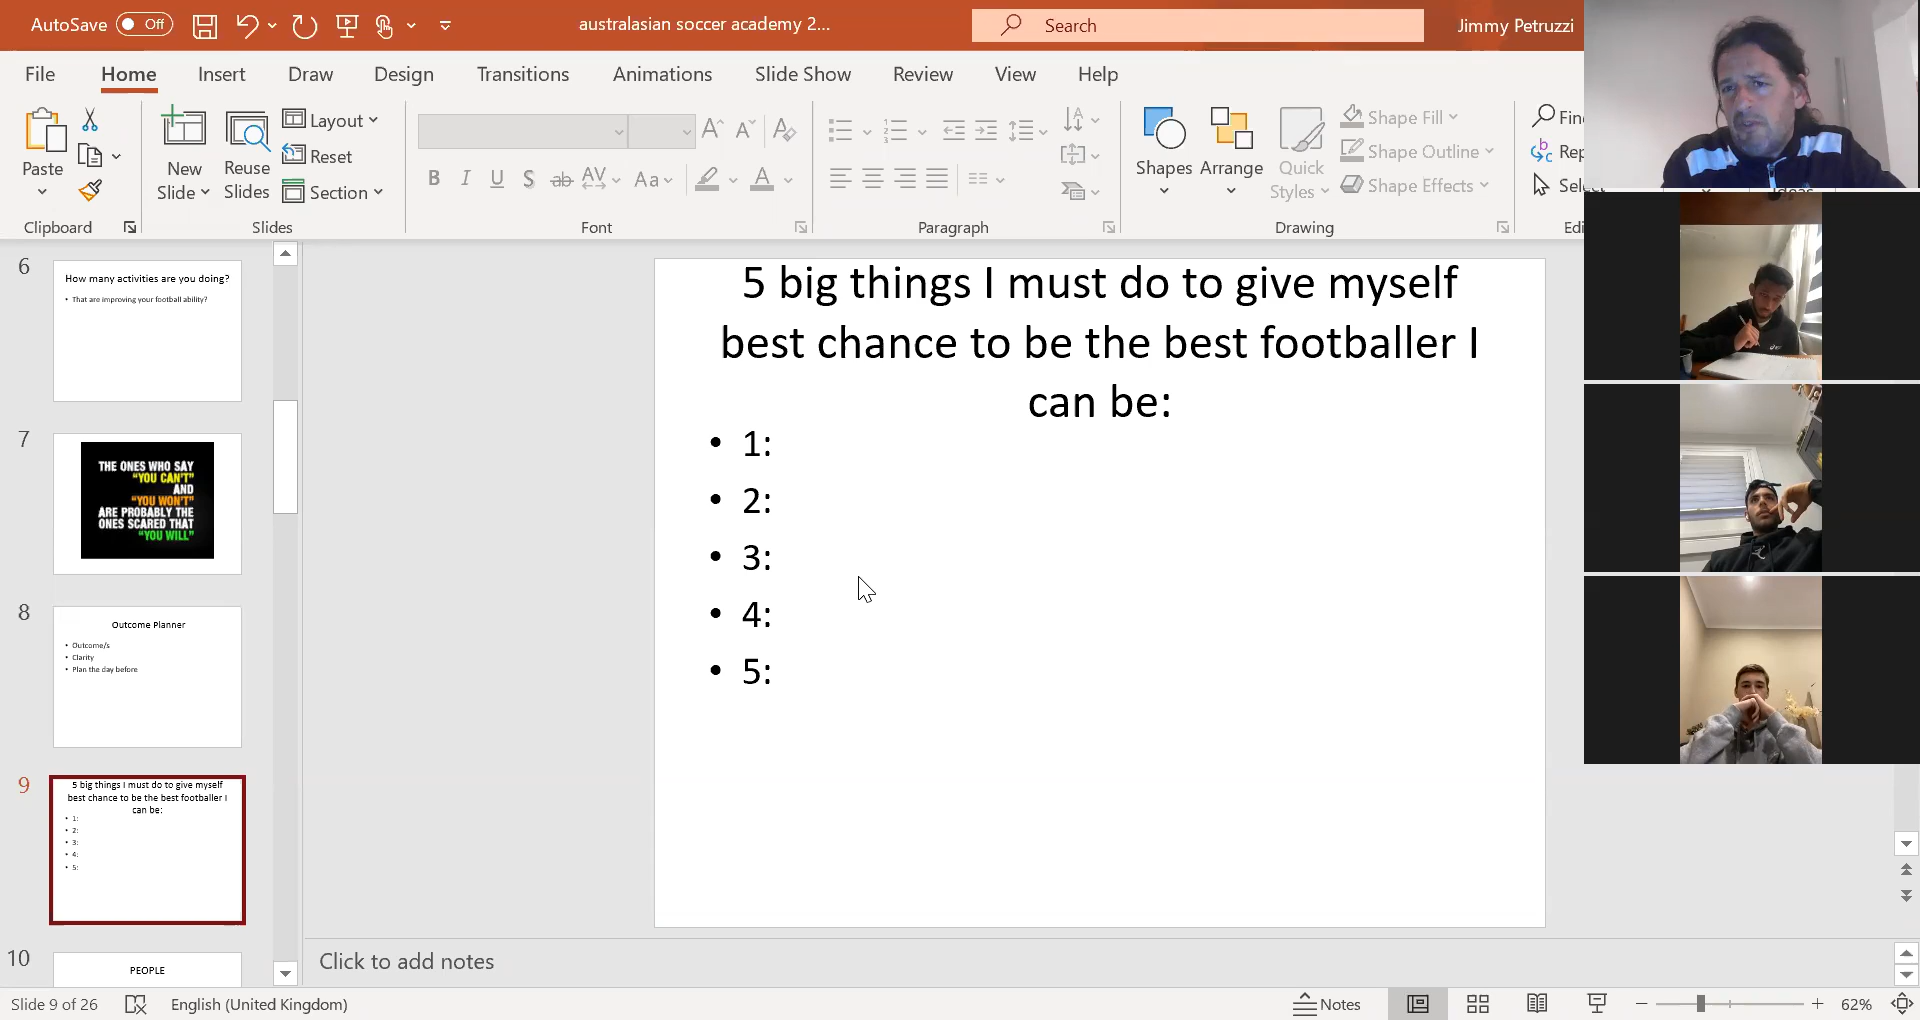 AutoSave Off
australasian soccer academy 2...
Search
Jimmy Petruzzi
File Home Insert Draw Design Transitions Animations Slide Show Review View Help
Paste
New Slide
Reuse Slides
Layout
Reset
Section
B I U S ab AV Aa A
Shapes
Arrange
Quick Styles
Shape Fill
Shape Outline
Shape Effects
Clipboard
Slides
Font
Paragraph
Drawing
6
How many activities are you doing?
• That are improving your football ability?
7
THE ONES WHO SAY
"YOU CAN'T"
AND
"YOU WON'T"
ARE PROBABLY THE
ONES SCARED THAT
"YOU WILL"
8
Outcome Planner
• Outcome/s
• Clarity
• Plan the day before
9
5 big things I must do to give myself
best chance to be the best footballer I
can be:
• 1:
• 2:
• 3:
• 4:
• 5:
10
PEOPLE
5 big things I must do to give myself
best chance to be the best footballer I
can be:
• 1:
• 2:
• 3:
• 4:
• 5:
Click to add notes
Slide 9 of 26
English (United Kingdom)
Notes
62%